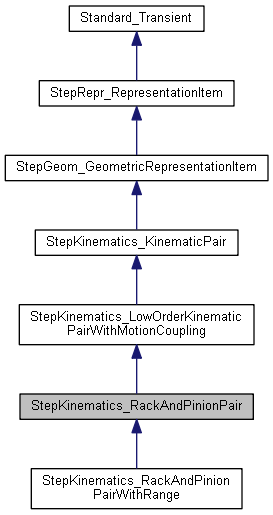 Standard_Transient
StepRepr_RepresentationItem
StepGeom_GeometricRepresentationItem
StepKinematics_KinematicPair
StepKinematics_LowOrderKinematic
PairWithMotionCoupling
StepKinematics_RackAndPinionPair
StepKinematics_RackAndPinion
PairWithRange